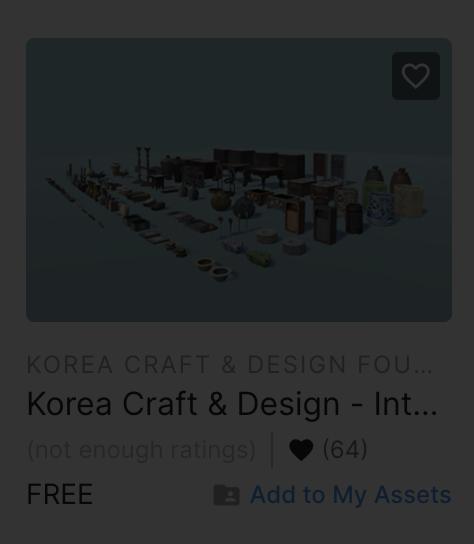 KOREA CRAFT & DESIGN FOU...
Korea Craft & Design - Int...
(not enough ratings) | (64)
FREE Add to My Assets